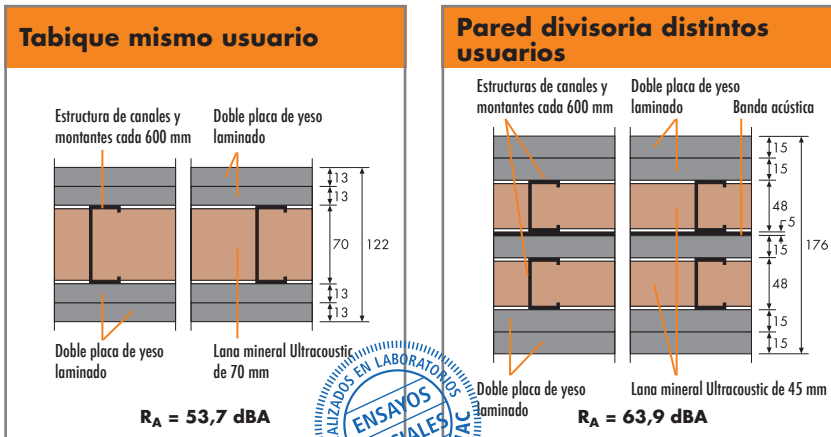 Tabique mismo usuario
Estructura de canales y
montantes cada 600 mm
Doble placa de yeso
laminado
13
13
70
122
13
13
Doble placa de yeso
laminado
Lana mineral Ultracoustic
de 70 mm
R_A = 53,7 dBA
Pared divisoria distintos
usuarios
Estructuras de canales y
montantes cada 600 mm
Doble placa de yeso
laminado
Banda acústica
15
15
48
5
15
176
48
15
15
Doble placa de yeso
laminado
Lana mineral Ultracoustic de 45 mm
R_A = 63,9 dBA
EN LABORATORIOS
ENSAYOS